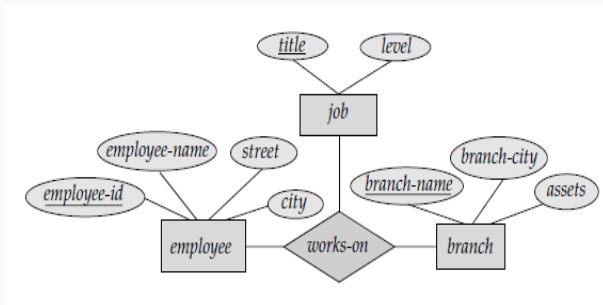 title
level
job
employee-name
street
branch-city
employee-id
city
branch-name
assets
employee
works-on
branch